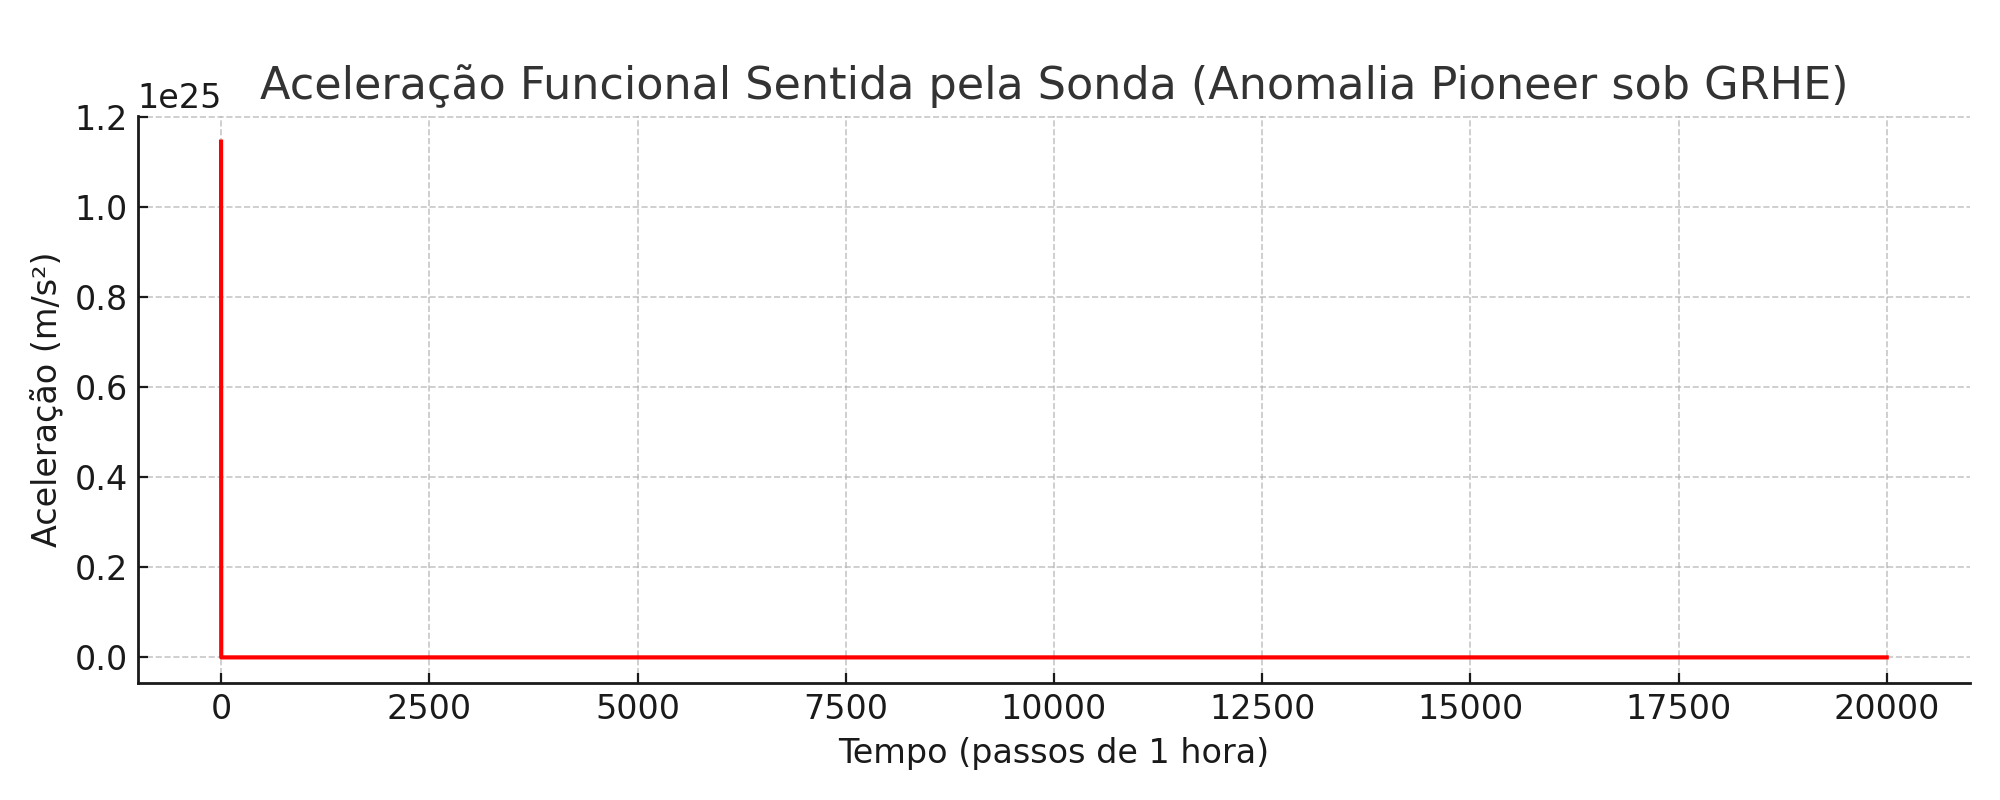 Aceleração Funcional Sentida pela Sonda (Anomalia Pioneer sob GRHE)
1e25
1.2
1.0
0.8
0.6
0.4
0.2
0.0
Aceleração (m/s²)
0 2500 5000 7500 10000 12500 15000 17500 20000
Tempo (passos de 1 hora)